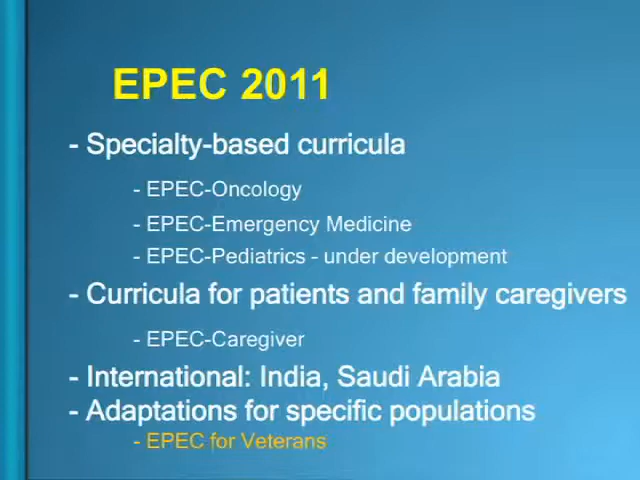 EPEC 2011
- Specialty-based curricula
- EPEC-Oncology
- EPEC-Emergency Medicine
- EPEC-Pediatrics - under development
- Curricula for patients and family caregivers
- EPEC-Caregiver
- International: India, Saudi Arabia
- Adaptations for specific populations
- EPEC for Veterans